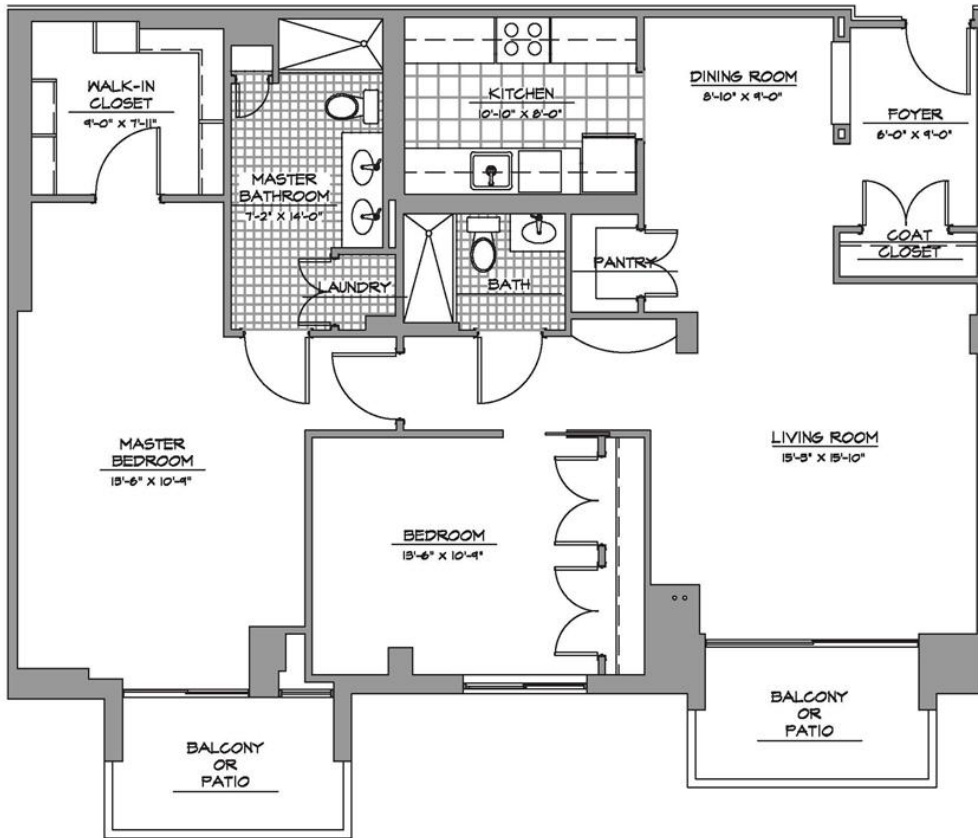 WALK-IN
CLOSET
9'-0" X 7'-11"
MASTER
BATHROOM
7'-2" X 14'-0"
LAUNDRY
KITCHEN
10'-10" X 8'-0"
BATH
PANTRY
DINING ROOM
8'-10" X 9'-0"
FOYER
6'-0" X 9'-0"
COAT
CLOSET
MASTER
BEDROOM
13'-6" X 10'-9"
BEDROOM
13'-6" X 10'-9"
LIVING ROOM
15'-5" X 15'-10"
BALCONY
OR
PATIO
BALCONY
OR
PATIO